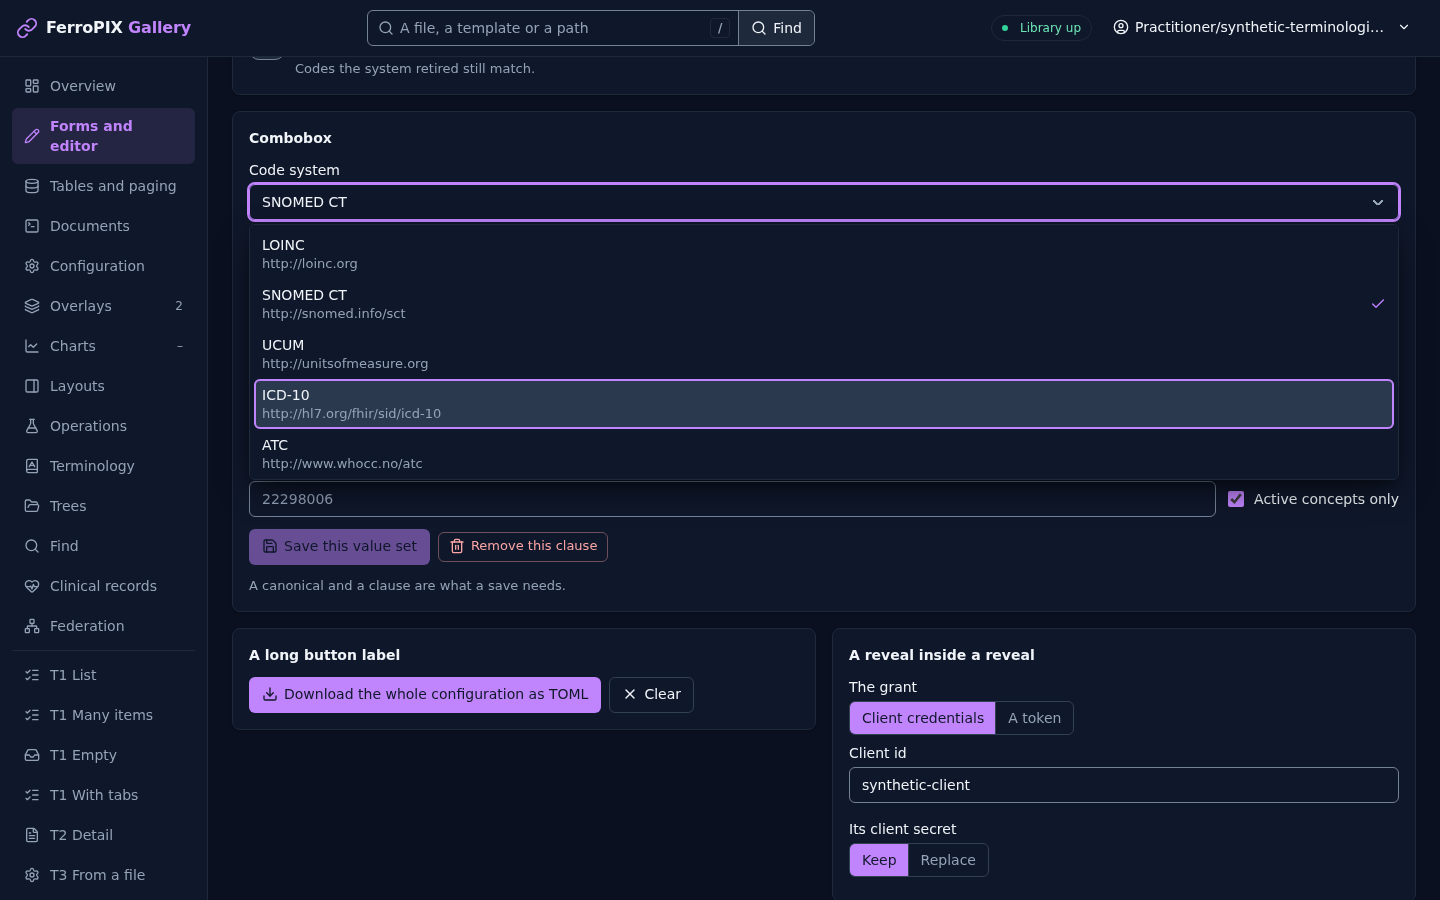 FerroPIX Gallery
A file, a template or a path
/
Find
Library up
Practitioner/synthetic-terminologi...
Overview
Forms and
editor
Tables and paging
Documents
Configuration
Overlays
2
Charts
–
Layouts
Operations
Terminology
Trees
Find
Clinical records
Federation
T1 List
T1 Many items
T1 Empty
T1 With tabs
T2 Detail
T3 From a file
Codes the system retired still match.
Combobox
Code system
SNOMED CT
LOINC
http://loinc.org
SNOMED CT
http://snomed.info/sct
UCUM
http://unitsofmeasure.org
ICD-10
http://hl7.org/fhir/sid/icd-10
ATC
http://www.whocc.no/atc
22298006
Active concepts only
Save this value set
Remove this clause
A canonical and a clause are what a save needs.
A long button label
Download the whole configuration as TOML
Clear
A reveal inside a reveal
The grant
Client credentials
A token
Client id
synthetic-client
Its client secret
Keep
Replace